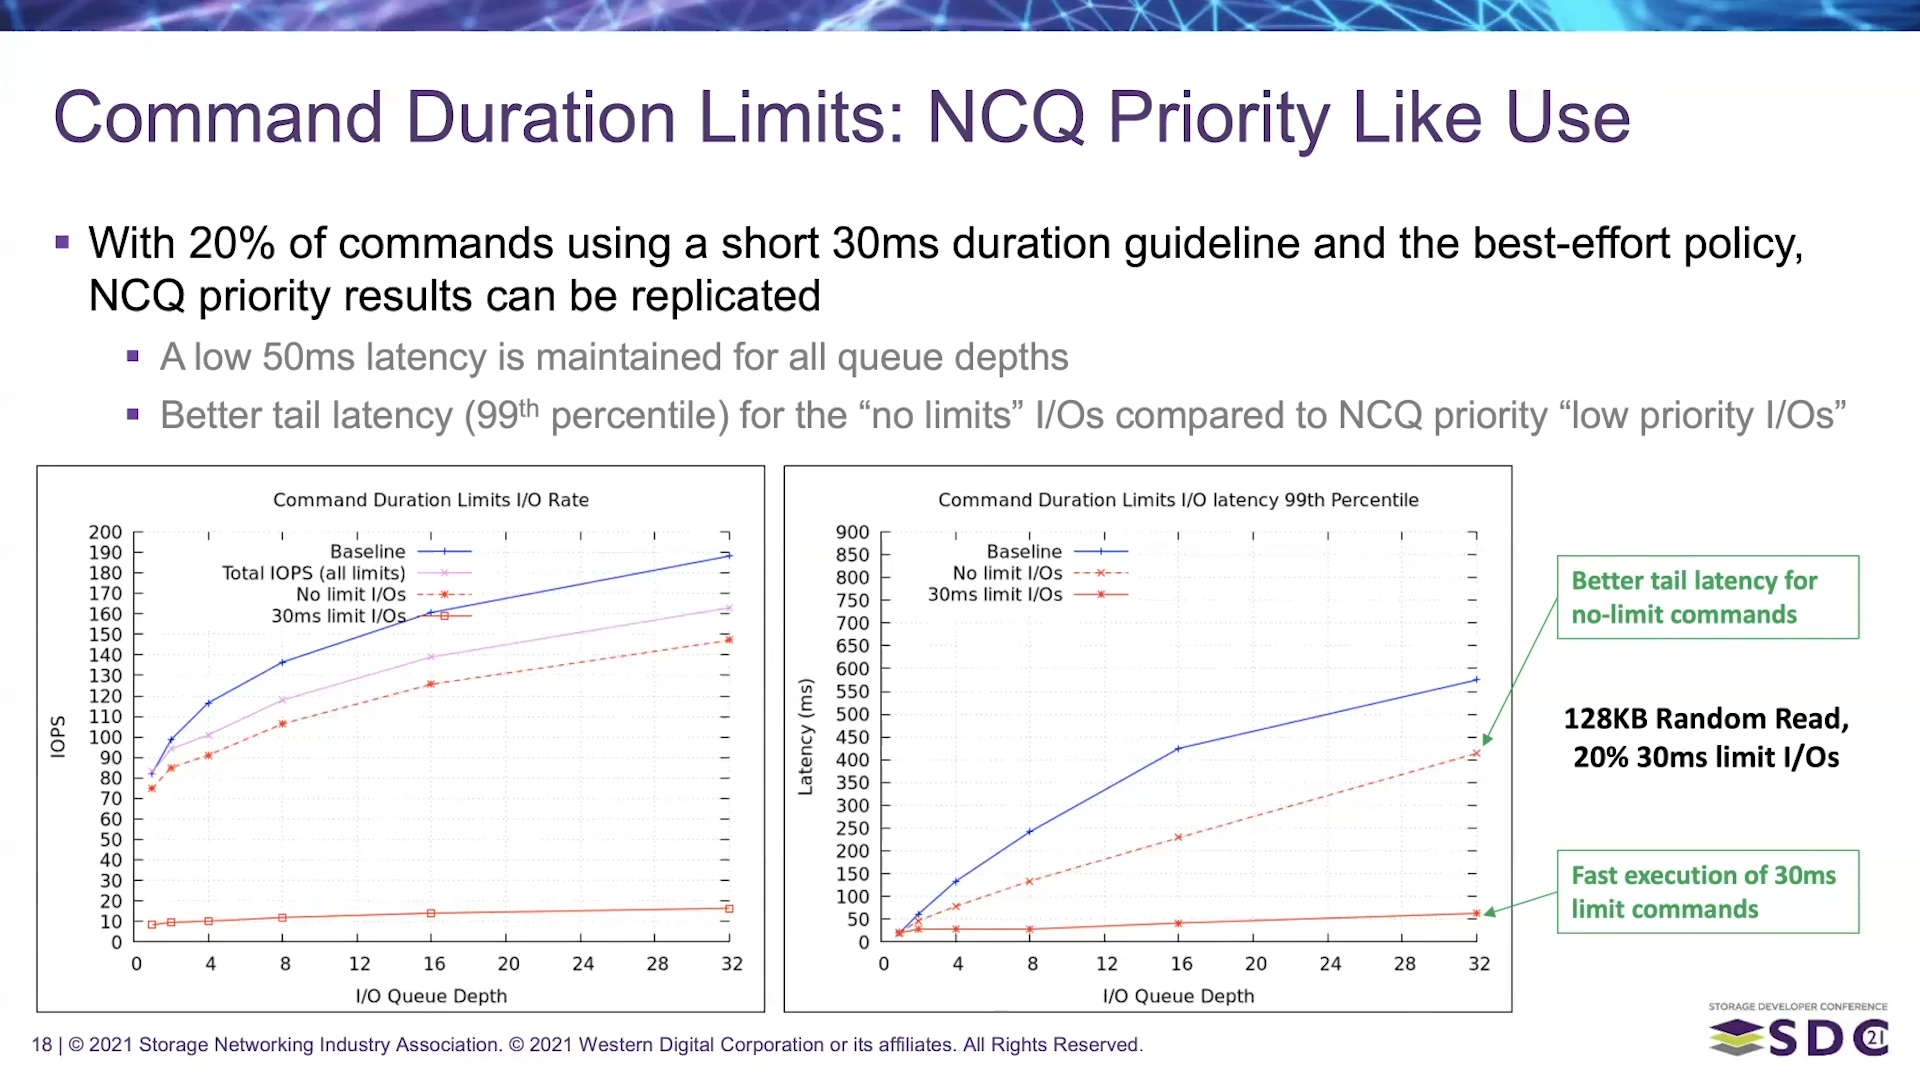 Command Duration Limits: NCQ Priority Like Use
With 20% of commands using a short 30ms duration guideline and the best-effort policy,
NCQ priority results can be replicated
A low 50ms latency is maintained for all queue depths
Better tail latency (99th percentile) for the “no limits” I/Os compared to NCQ priority “low priority I/Os”
Command Duration Limits I/O Rate
Baseline
Total IOPS (all limits)
No limit I/Os
30ms limit I/Os
200
190
180
170
160
150
140
130
120
110
100
90
80
70
60
50
40
30
20
10
0
IOPS
0 4 8 12 16 20 24 28 32
I/O Queue Depth
Command Duration Limits I/O latency 99th Percentile
Baseline
No limit I/Os
30ms limit I/Os
900
850
800
750
700
650
600
550
500
450
400
350
300
250
200
150
100
50
0
Latency (ms)
0 4 8 12 16 20 24 28 32
I/O Queue Depth
Better tail latency for
no-limit commands
128KB Random Read,
20% 30ms limit I/Os
Fast execution of 30ms
limit commands
18 | © 2021 Storage Networking Industry Association. © 2021 Western Digital Corporation or its affiliates. All Rights Reserved.
STORAGE DEVELOPER CONFERENCE
SDC 21